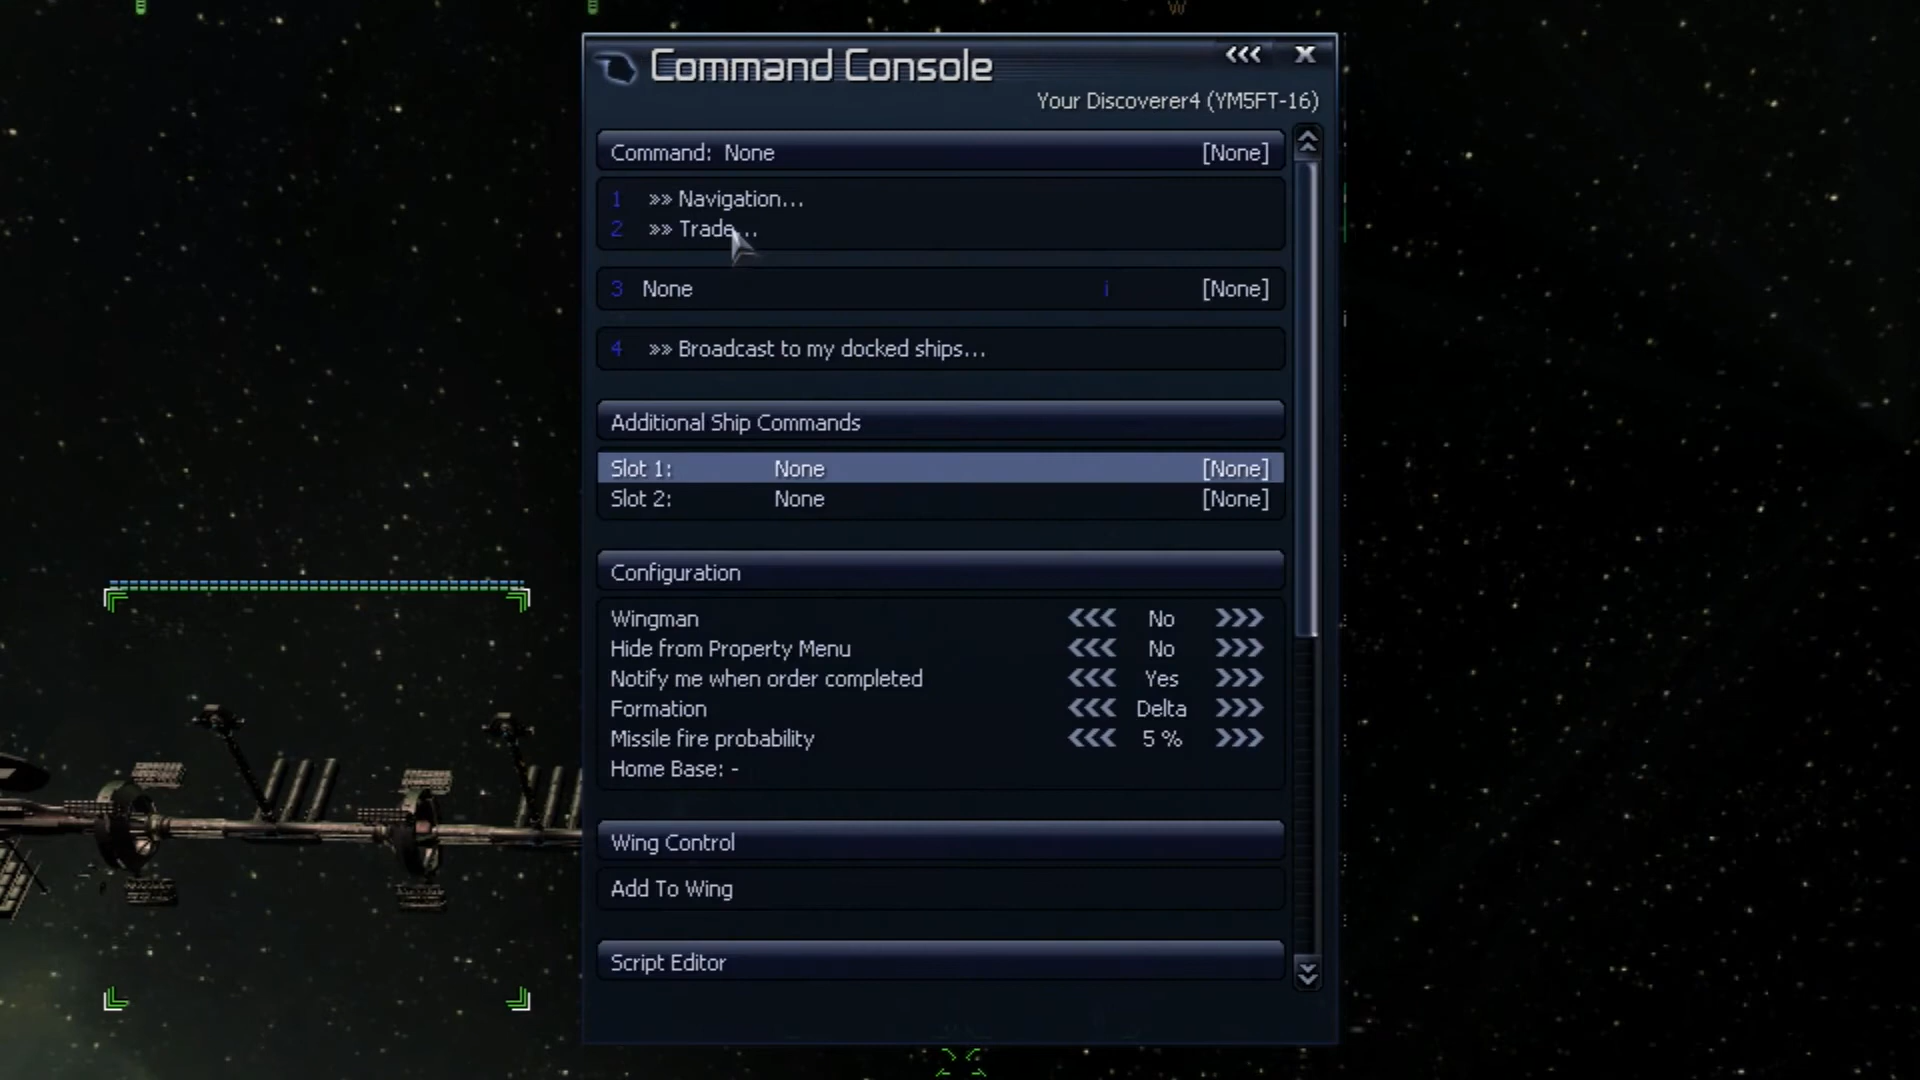 Command Console
Your Discoverer4 (YM5FT-16)
Command: None [None]
1 »» Navigation...
2 »» Trade...
3 None i [None]
4 »» Broadcast to my docked ships...
Additional Ship Commands
Slot 1: None [None]
Slot 2: None [None]
Configuration
Wingman <<< No >>>
Hide from Property Menu <<< No >>>
Notify me when order completed <<< Yes >>>
Formation <<< Delta >>>
Missile fire probability <<< 5 % >>>
Home Base: -
Wing Control
Add To Wing
Script Editor